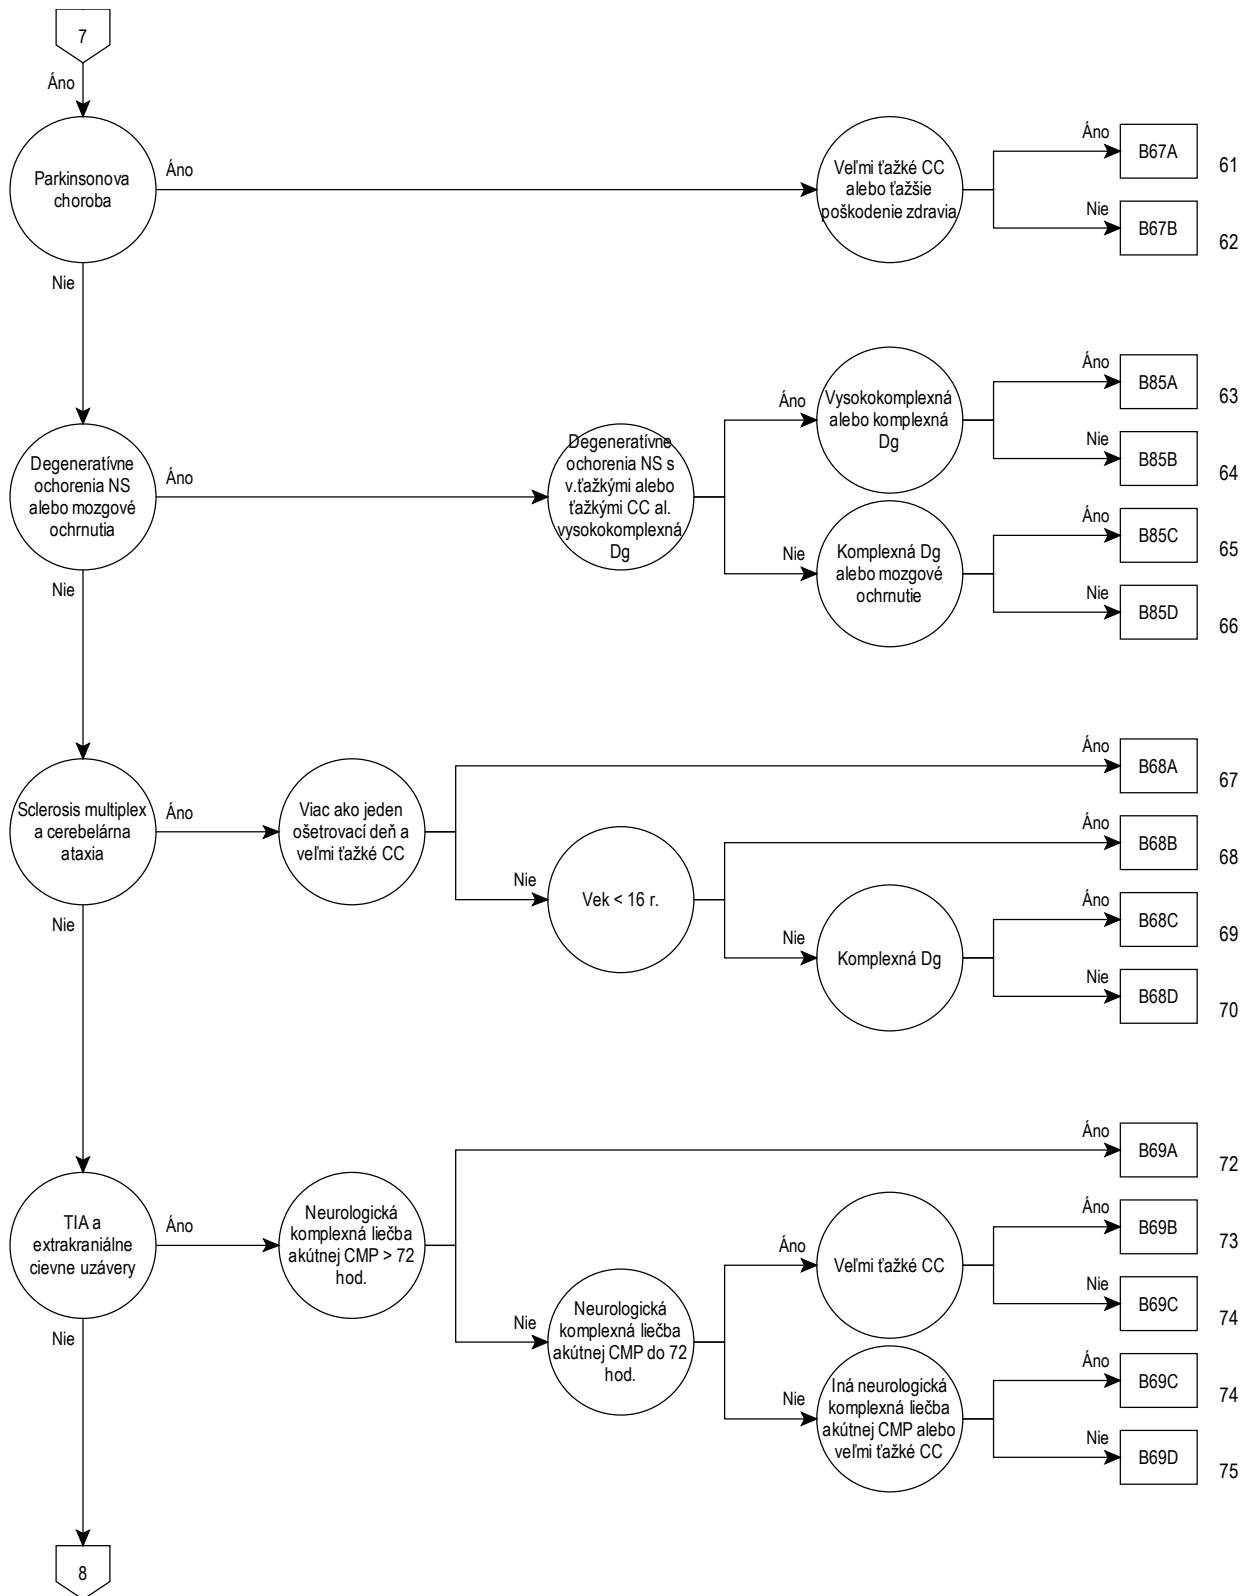 7
Áno
Parkinsonova
choroba
Áno
Veľmi ťažké CC
alebo ťažšie
poškodenie zdravia
Áno
B67A
61
Nie
B67B
62
Nie
Degeneratívne
ochorenia NS
alebo mozgové
ochrnutia
Áno
Degeneratívne
ochorenia NS s
v.ťažkými alebo
ťažkými CC al.
vysokokomplexná
Dg
Áno
Vysokokomplexná
alebo komplexná
Dg
Áno
B85A
63
Nie
B85B
64
Nie
Komplexná Dg
alebo mozgové
ochrnutie
Áno
B85C
65
Nie
B85D
66
Nie
Sclerosis multiplex
a cerebelárna
ataxia
Áno
Viac ako jeden
ošetrovací deň a
veľmi ťažké CC
Áno
B68A
67
Nie
Vek < 16 r.
Áno
B68B
68
Nie
Komplexná Dg
Áno
B68C
69
Nie
B68D
70
Nie
TIA a
extrakraniálne
cievne uzávery
Áno
Neurologická
komplexná liečba
akútnej CMP > 72
hod.
Áno
B69A
72
Nie
Neurologická
komplexná liečba
akútnej CMP do 72
hod.
Áno
Veľmi ťažké CC
Áno
B69B
73
Nie
B69C
74
Nie
Iná neurologická
komplexná liečba
akútnej CMP alebo
veľmi ťažké CC
Áno
B69C
74
Nie
B69D
75
Nie
8